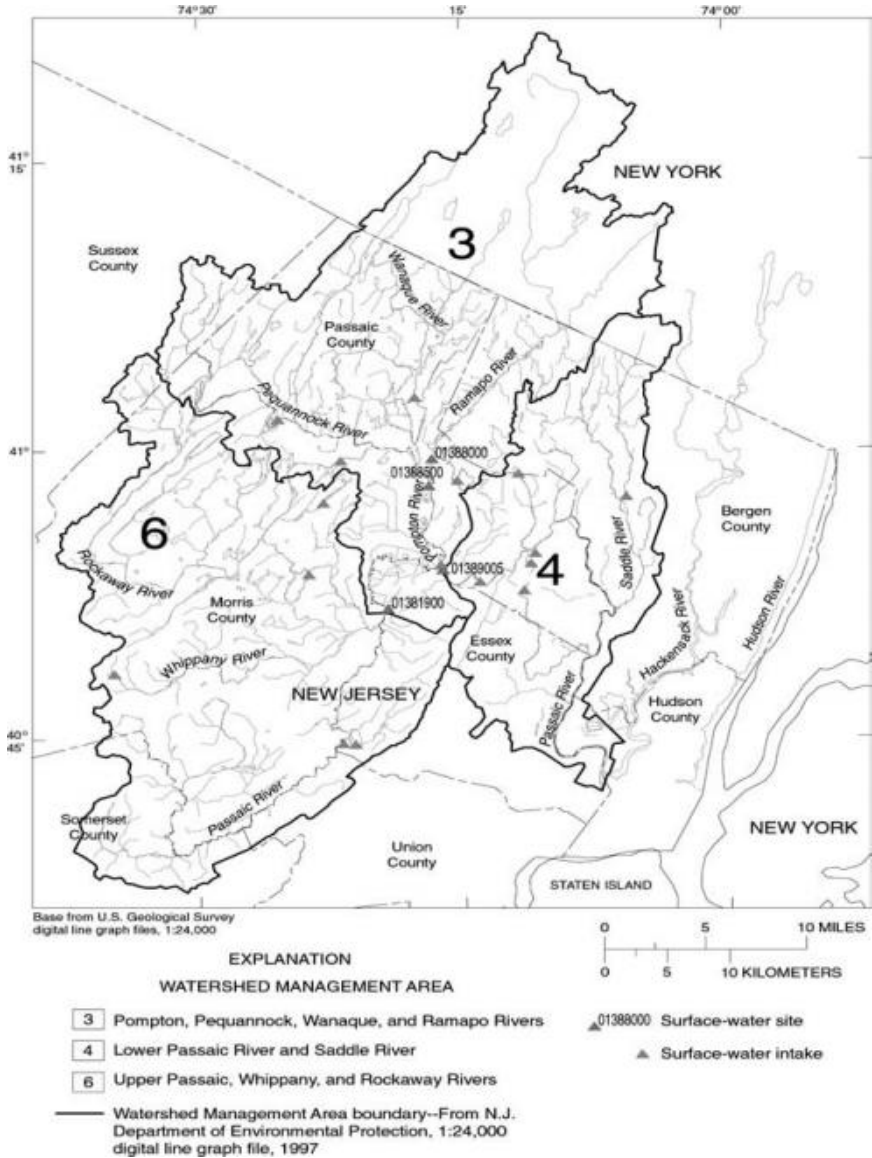 74°30'
15'
74°00'
41°
15'
NEW YORK
3
Sussex
County
Wanaque River
Passaic
County
Ramapo River
Pequannock River
41°
01388000
01388500
Pompton River
6
Bergen
County
Saddle River
Rockaway River
01389005
4
Hudson River
01381900
Morris
County
Essex
County
Hackensack River
Whippany River
NEW JERSEY
Passaic River
Hudson
County
40°
45'
Passaic River
Somerset
County
NEW YORK
Union
County
STATEN ISLAND
Base from U.S. Geological Survey
digital line graph files, 1:24,000
0 5 10 MILES
0 5 10 KILOMETERS
EXPLANATION
WATERSHED MANAGEMENT AREA
3 Pompton, Pequannock, Wanaque, and Ramapo Rivers
01388000 Surface-water site
4 Lower Passaic River and Saddle River
Surface-water intake
6 Upper Passaic, Whippany, and Rockaway Rivers
Watershed Management Area boundary--From N.J.
Department of Environmental Protection, 1:24,000
digital line graph file, 1997